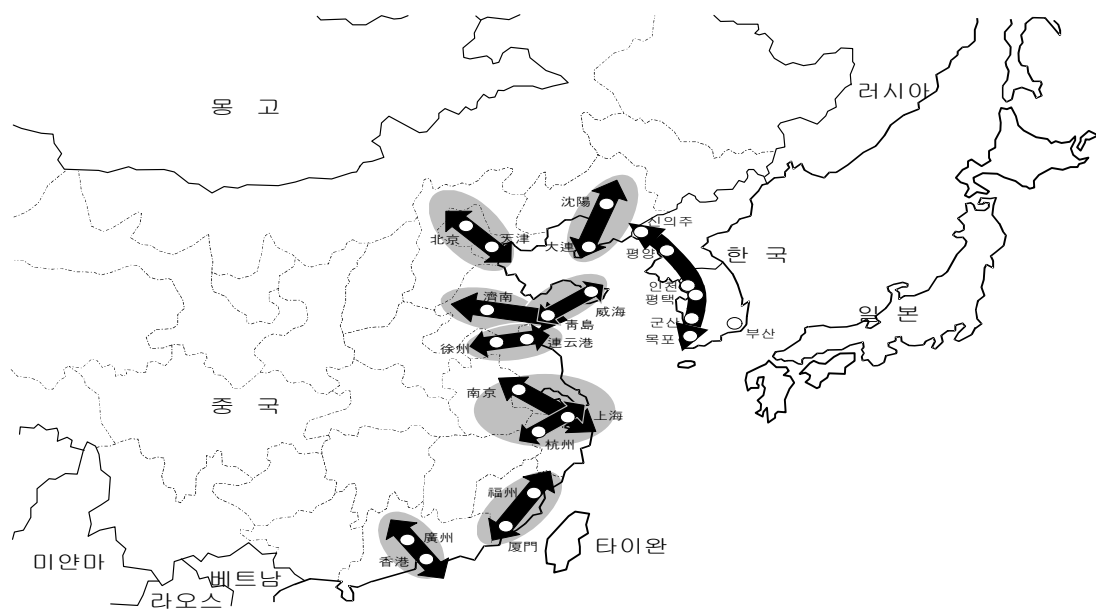 러시아
몽 고
沈陽
신의주
北京
天津
大連
평양
한 국
인천
濟南
평택
威海
일 본
군산
靑島
부산
목포
連云港
徐州
南京
중 국
上海
杭州
福州
廣州
厦門
타이완
香港
미얀마
베트남
라오스